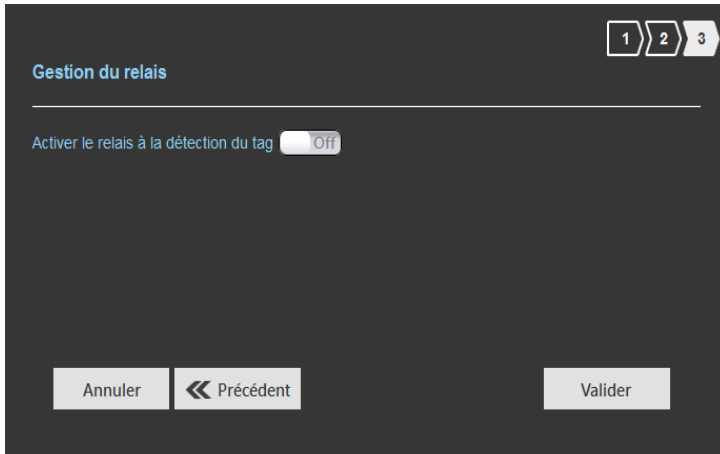 1 2 3
Gestion du relais
Activer le relais à la détection du tag Off
Annuler Précédent Valider